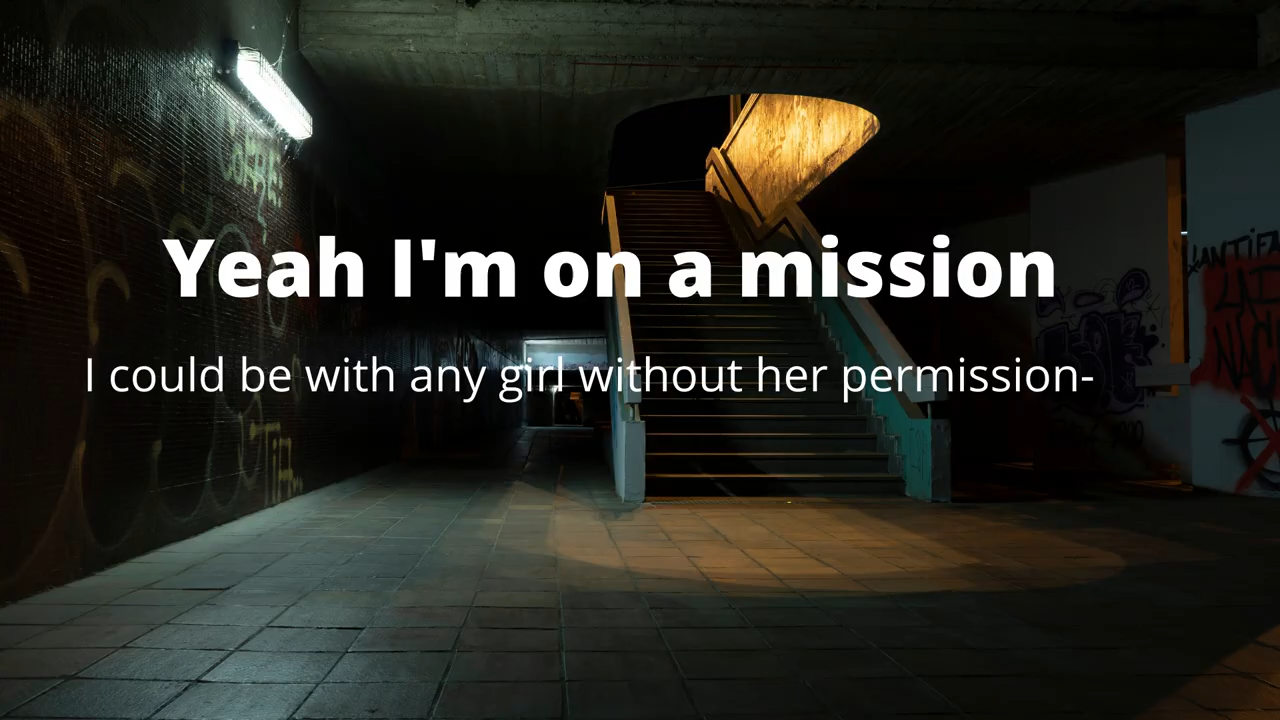 Yeah I'm on a mission
I could be with any girl without her permission-